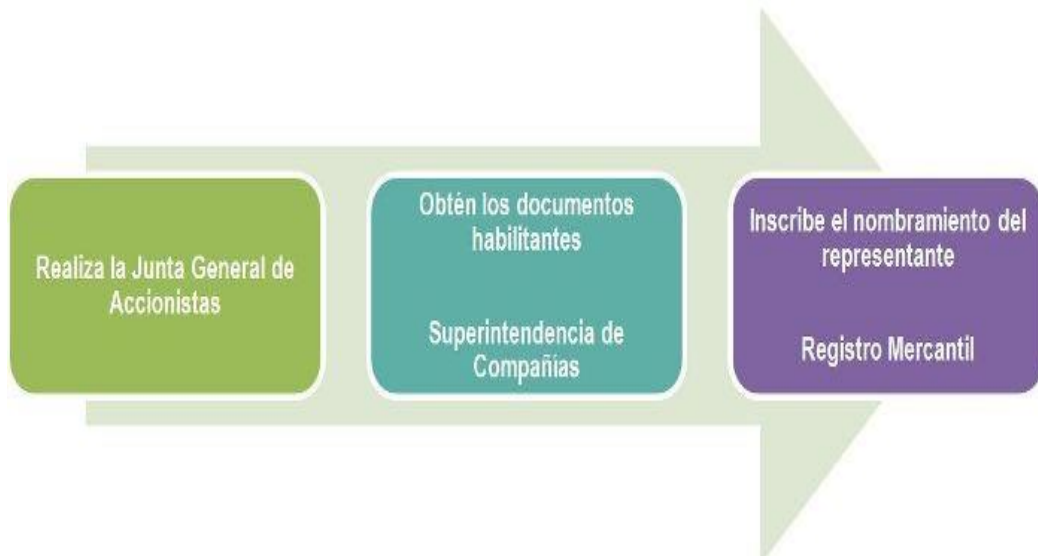 Realiza la Junta General de
Accionistas
Obtén los documentos
habilitantes
Superintendencia de
Compañías
Inscribe el nombramiento del
representante
Registro Mercantil